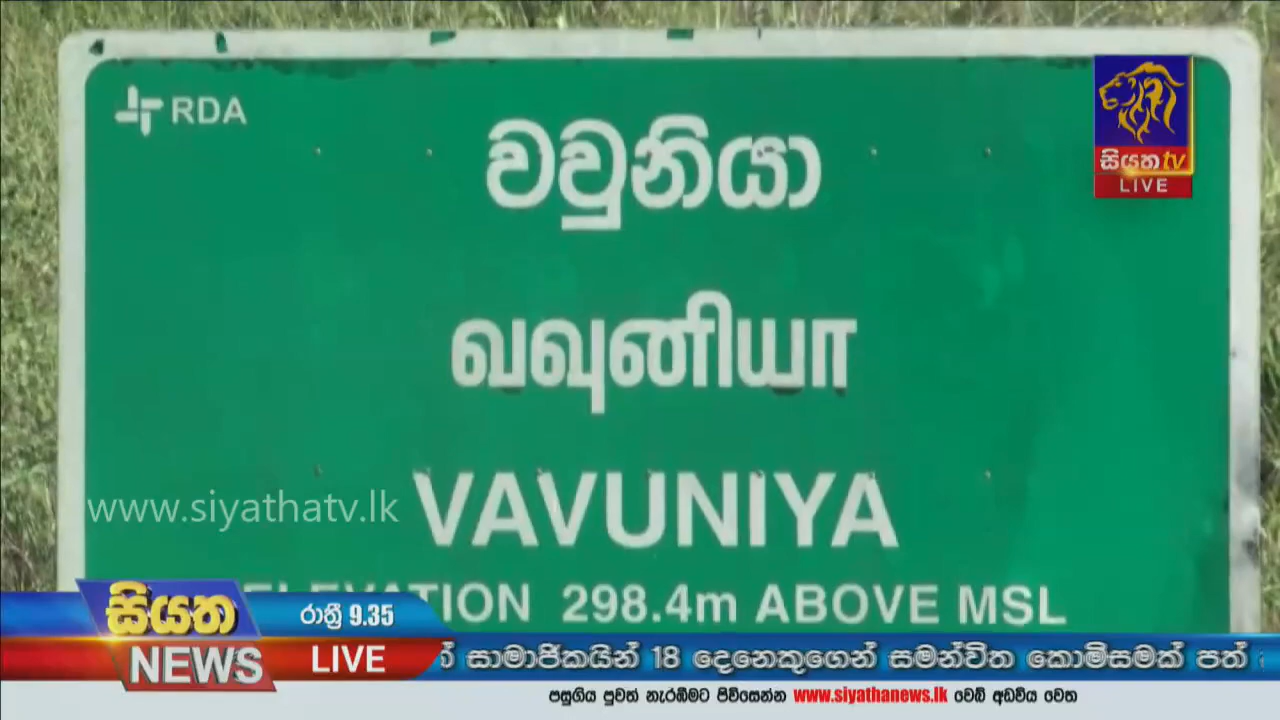 RDA
වවුනියා
வவுனியா
VAVUNIYA
ELEVATION 298.4m ABOVE MSL
සියත tv
LIVE
www.siyathatv.lk
සියත
NEWS
රාත්‍රී 9.35
LIVE
සාමාජිකයින් 18 දෙනෙකුගෙන් සමන්විත කොමිසමක් පත්
පසුගිය පුවත් නැරඹීමට පිවිසෙන්න www.siyathanews.lk වෙබ් අඩවිය වෙත